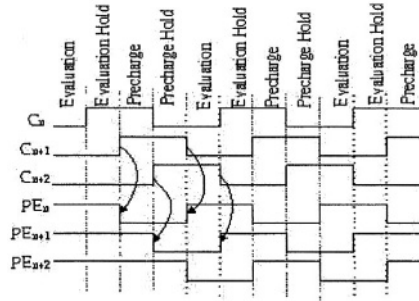 Evaluation
Evaluation Hold
Precharge
Precharge Hold
Evaluation
Evaluation Hold
Precharge
Precharge Hold
Evaluation
Evaluation Hold
Precharge
Cn
Cn+1
Cn+2
PEn
PEn+1
PEn+2